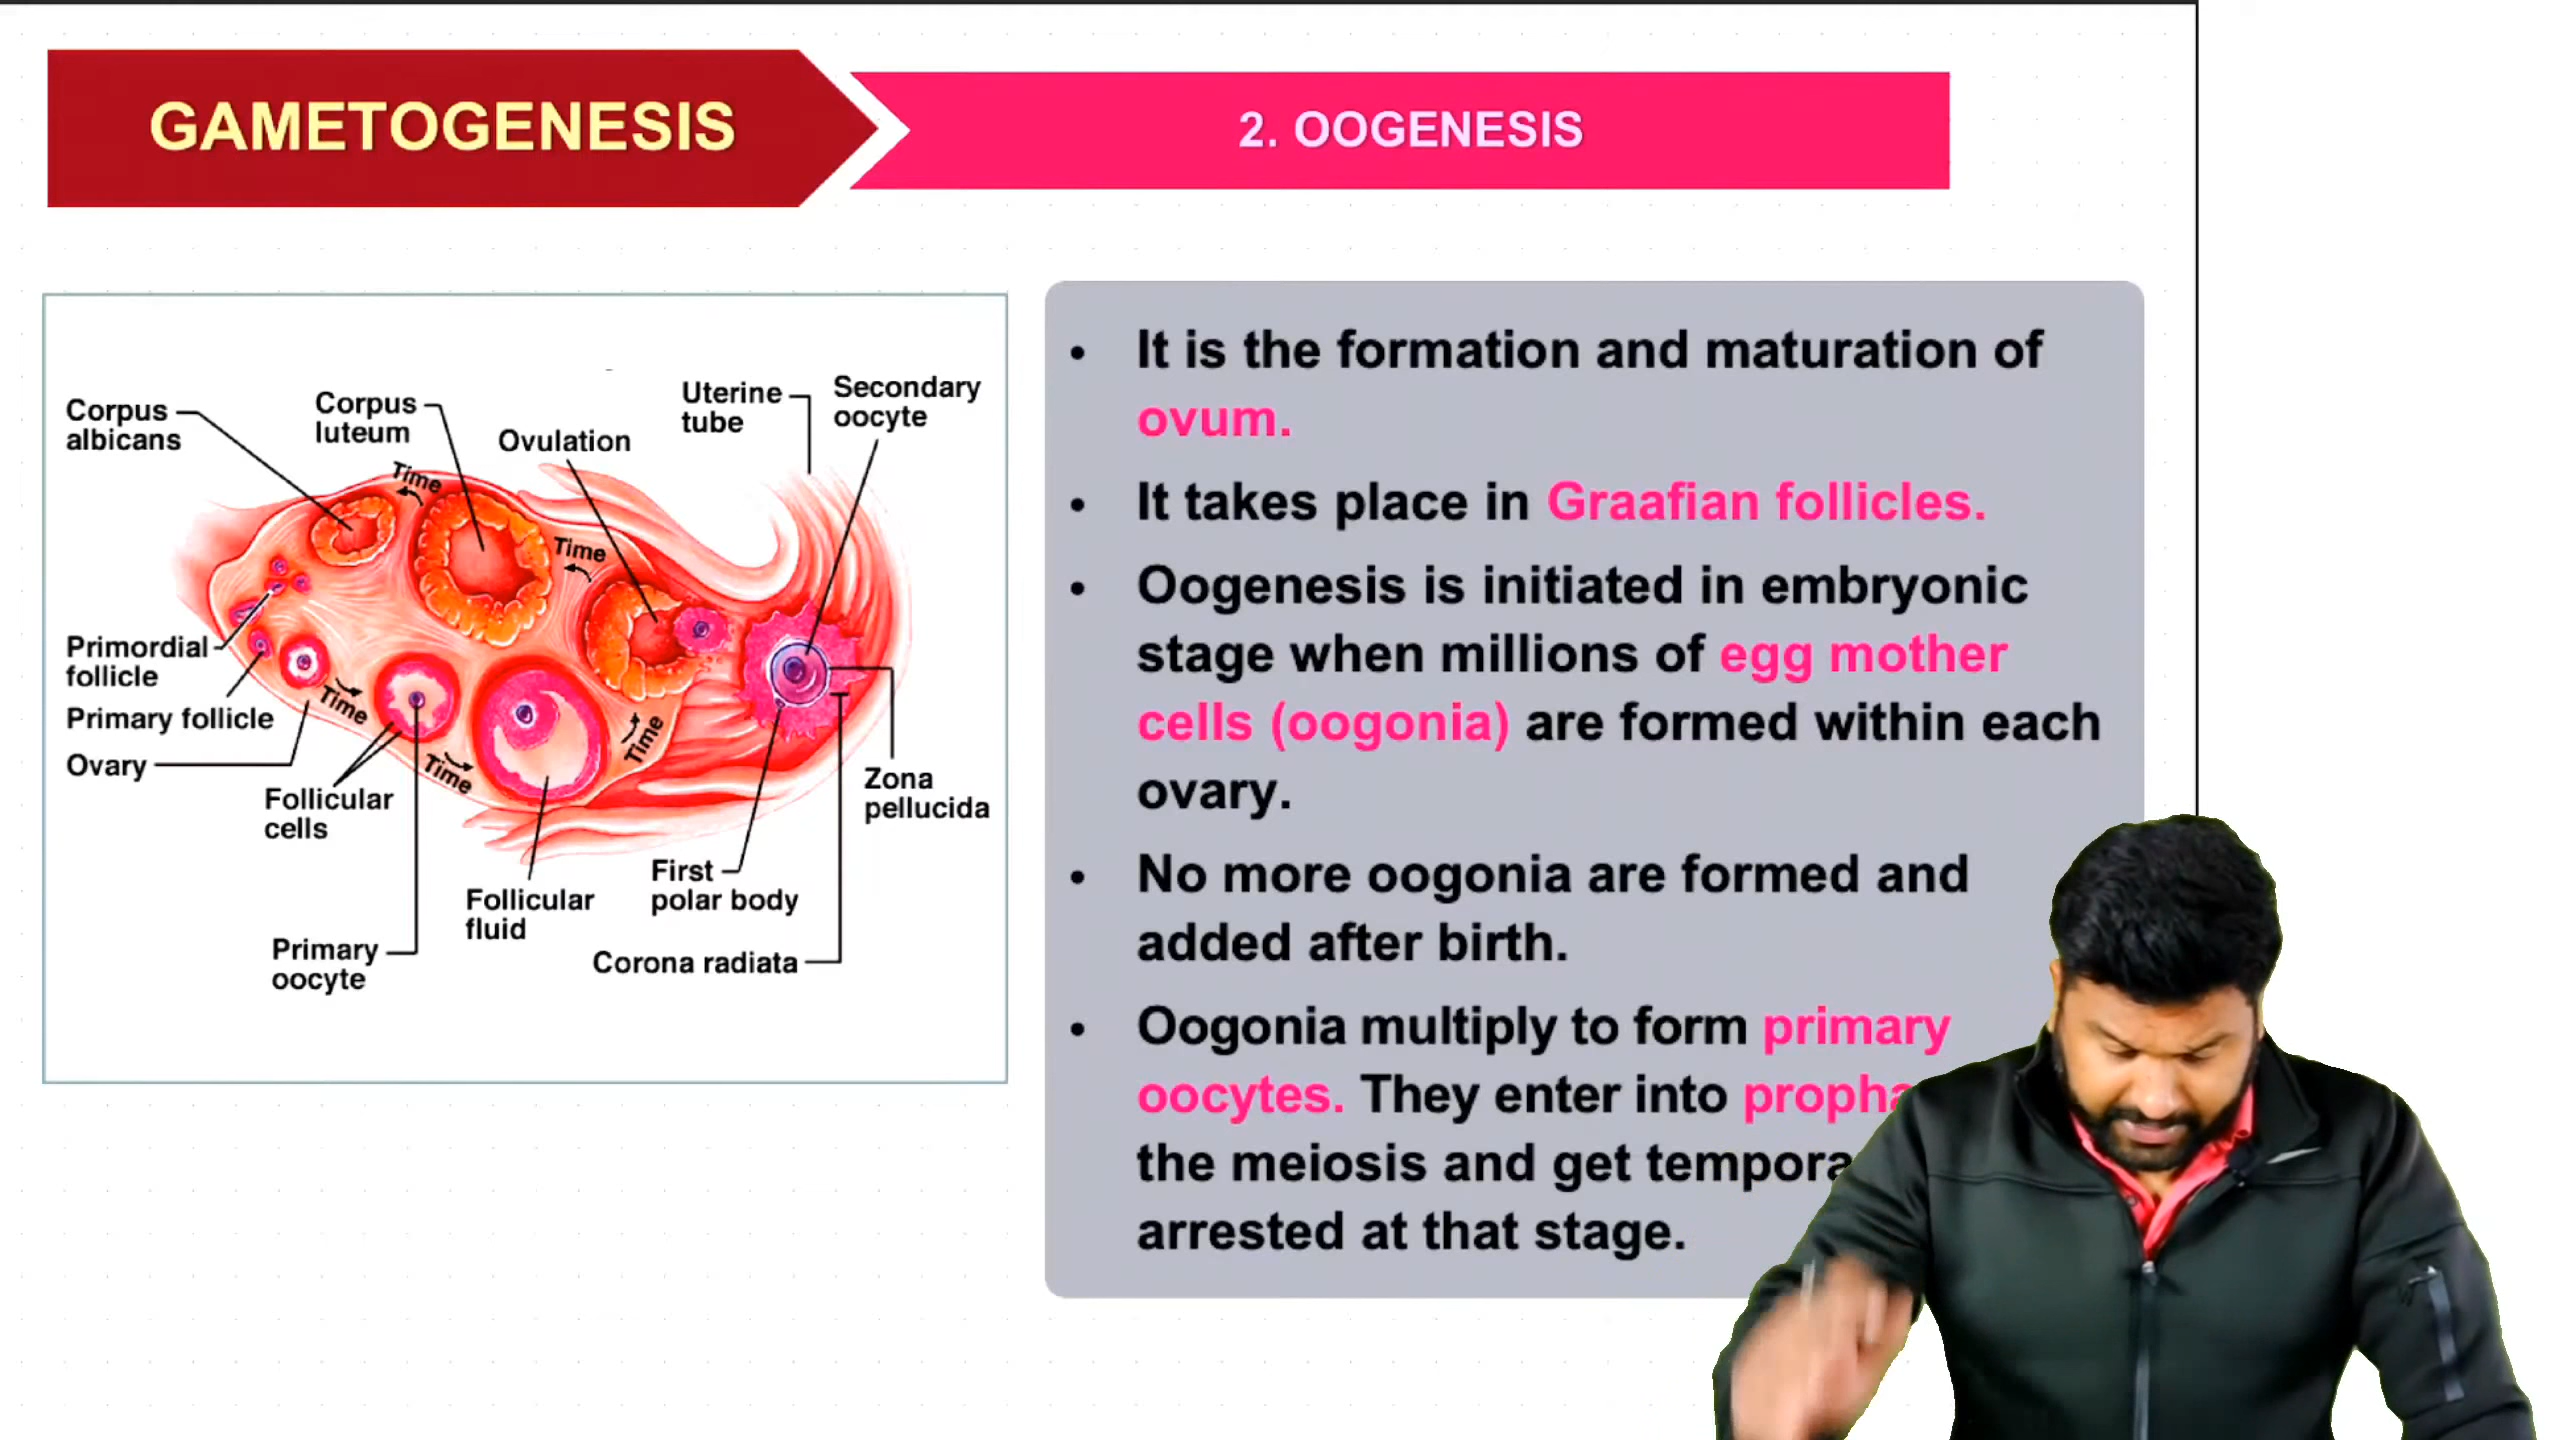 GAMETOGENESIS
2. OOGENESIS
Corpus
albicans
Corpus
luteum
Ovulation
Uterine
tube
Secondary
oocyte
Time
Time
Primordial
follicle
Primary follicle
Ovary
Time
Time
Time
Follicular
cells
Zona
pellucida
First
polar body
Follicular
fluid
Primary
oocyte
Corona radiata
• It is the formation and maturation of
ovum.
• It takes place in Graafian follicles.
• Oogenesis is initiated in embryonic
stage when millions of egg mother
cells (oogonia) are formed within each
ovary.
• No more oogonia are formed and
added after birth.
• Oogonia multiply to form primary
oocytes. They enter into
the meiosis and get
arrested at that stage.